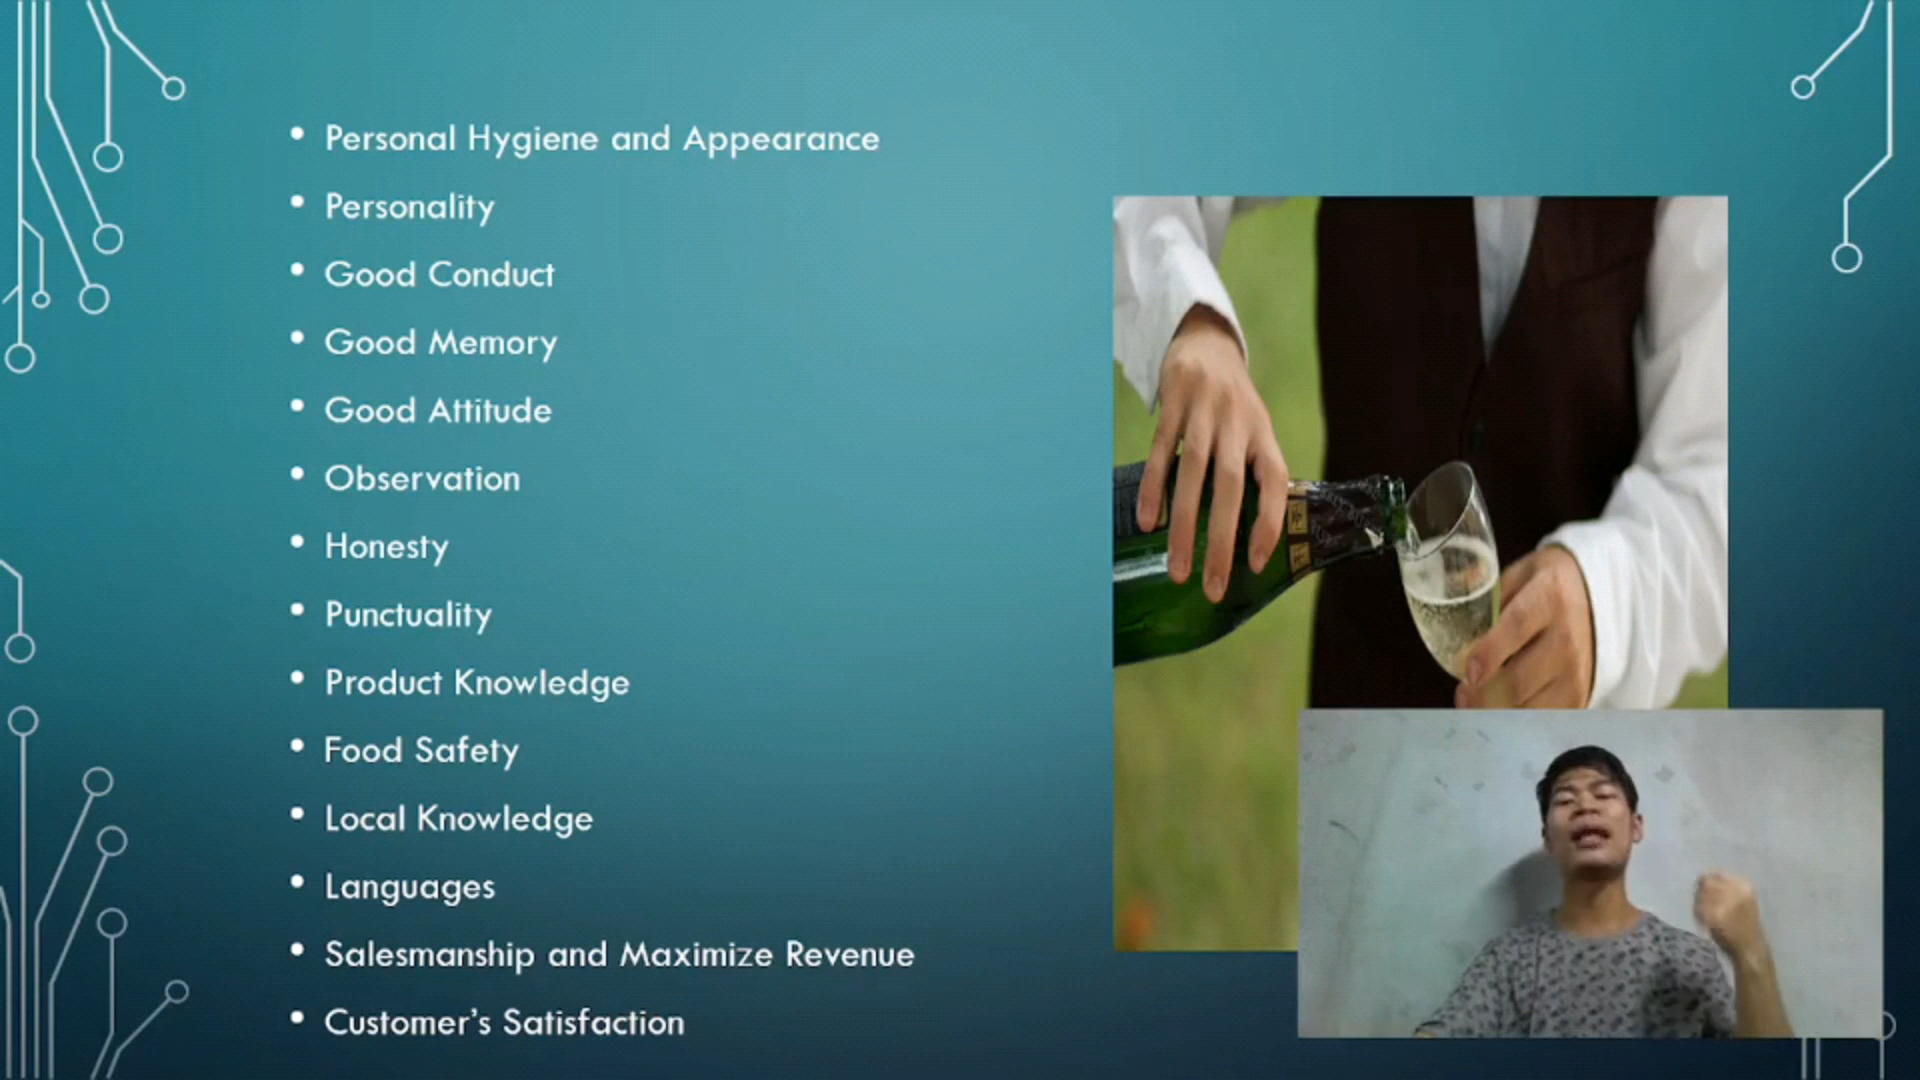 • Personal Hygiene and Appearance
• Personality
• Good Conduct
• Good Memory
• Good Attitude
• Observation
• Honesty
• Punctuality
• Product Knowledge
• Food Safety
• Local Knowledge
• Languages
• Salesmanship and Maximize Revenue
• Customer’s Satisfaction